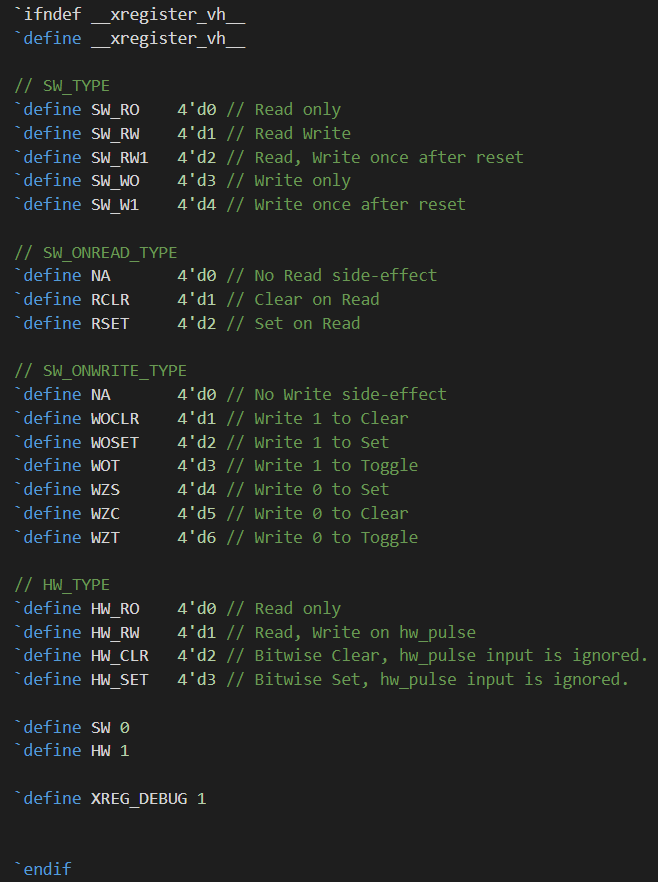 `ifndef __xregister_vh__
`define __xregister_vh__
// SW_TYPE
`define SW_RO    4'd0 // Read only
`define SW_RW    4'd1 // Read Write
`define SW_RW1   4'd2 // Read, Write once after reset
`define SW_WO    4'd3 // Write only
`define SW_W1    4'd4 // Write once after reset
// SW_ONREAD_TYPE
`define NA       4'd0 // No Read side-effect
`define RCLR     4'd1 // Clear on Read
`define RSET     4'd2 // Set on Read
// SW_ONWRITE_TYPE
`define NA       4'd0 // No Write side-effect
`define WOCLR    4'd1 // Write 1 to Clear
`define WOSET    4'd2 // Write 1 to Set
`define WOT      4'd3 // Write 1 to Toggle
`define WZS      4'd4 // Write 0 to Set
`define WZC      4'd5 // Write 0 to Clear
`define WZT      4'd6 // Write 0 to Toggle
// HW_TYPE
`define HW_RO    4'd0 // Read only
`define HW_RW    4'd1 // Read, Write on hw_pulse
`define HW_CLR   4'd2 // Bitwise Clear, hw_pulse input is ignored.
`define HW_SET   4'd3 // Bitwise Set, hw_pulse input is ignored.
`define SW 0
`define HW 1
`define XREG_DEBUG 1
`endif